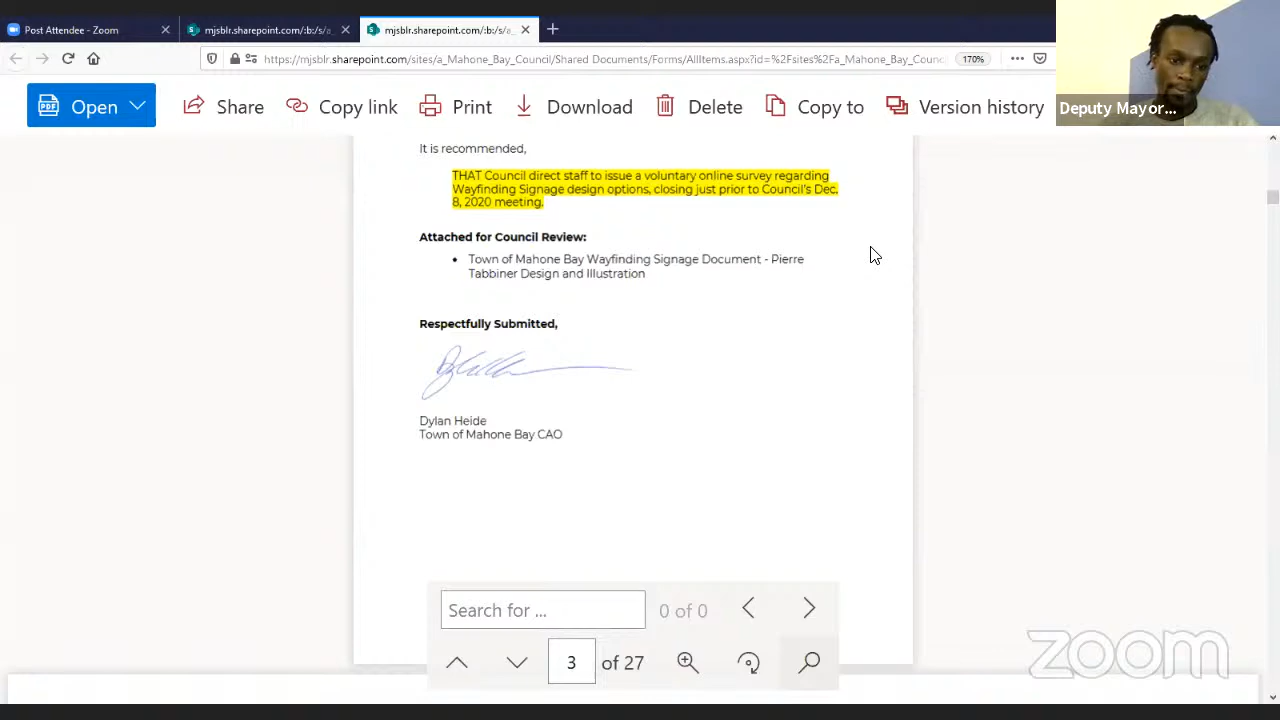 Post Attendee - Zoom
mjsblr.sharepoint.com/:b:/s/a_
mjsblr.sharepoint.com/:b:/s/a_
https://mjsblr.sharepoint.com/sites/a_Mahone_Bay_Council/Shared Documents/Forms/AllItems.aspx?id=%2Fsites%2Fa_Mahone_Bay_Counc
170%
Open
Share
Copy link
Print
Download
Delete
Copy to
Version history
Deputy Mayor...
It is recommended,
THAT Council direct staff to issue a voluntary online survey regarding
Wayfinding Signage design options, closing just prior to Council's Dec.
8, 2020 meeting.
Attached for Council Review:
• Town of Mahone Bay Wayfinding Signage Document - Pierre
Tabbiner Design and Illustration
Respectfully Submitted,
Dylan Heide
Town of Mahone Bay CAO
Search for ...
0 of 0
3 of 27
zoom